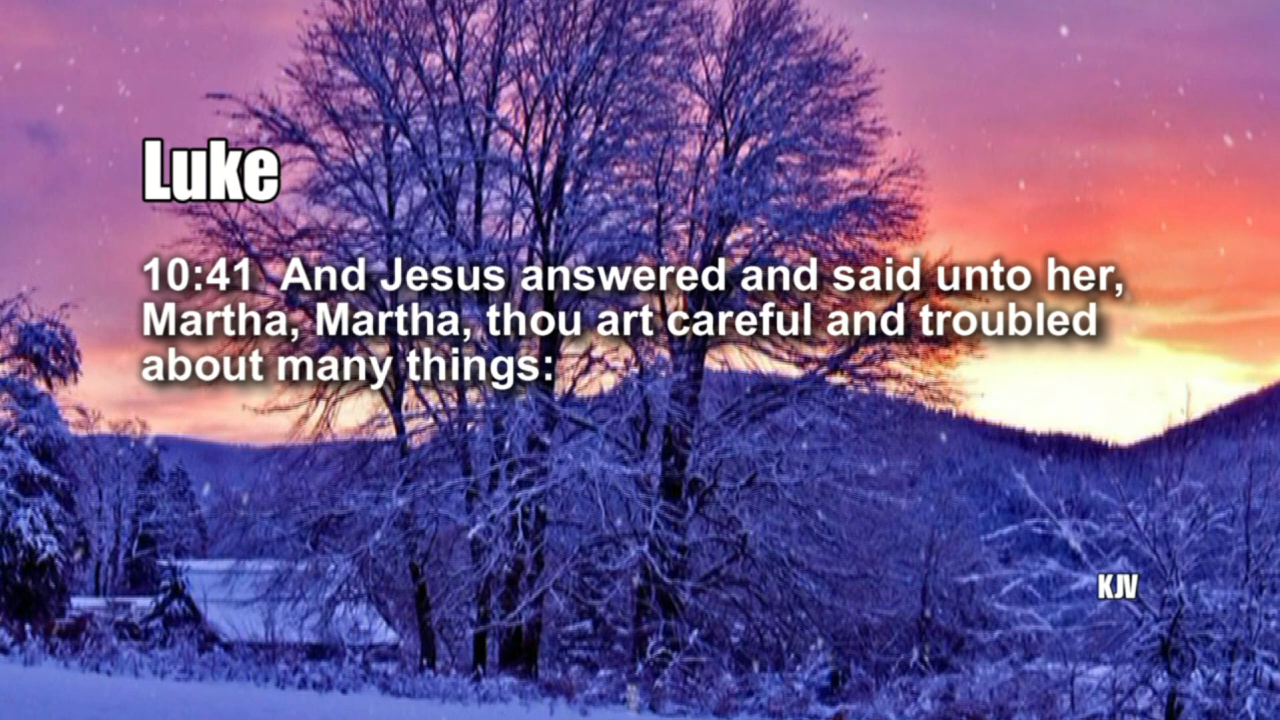 Luke
10:41  And Jesus answered and said unto her,
Martha, Martha, thou art careful and troubled
about many things:
KJV